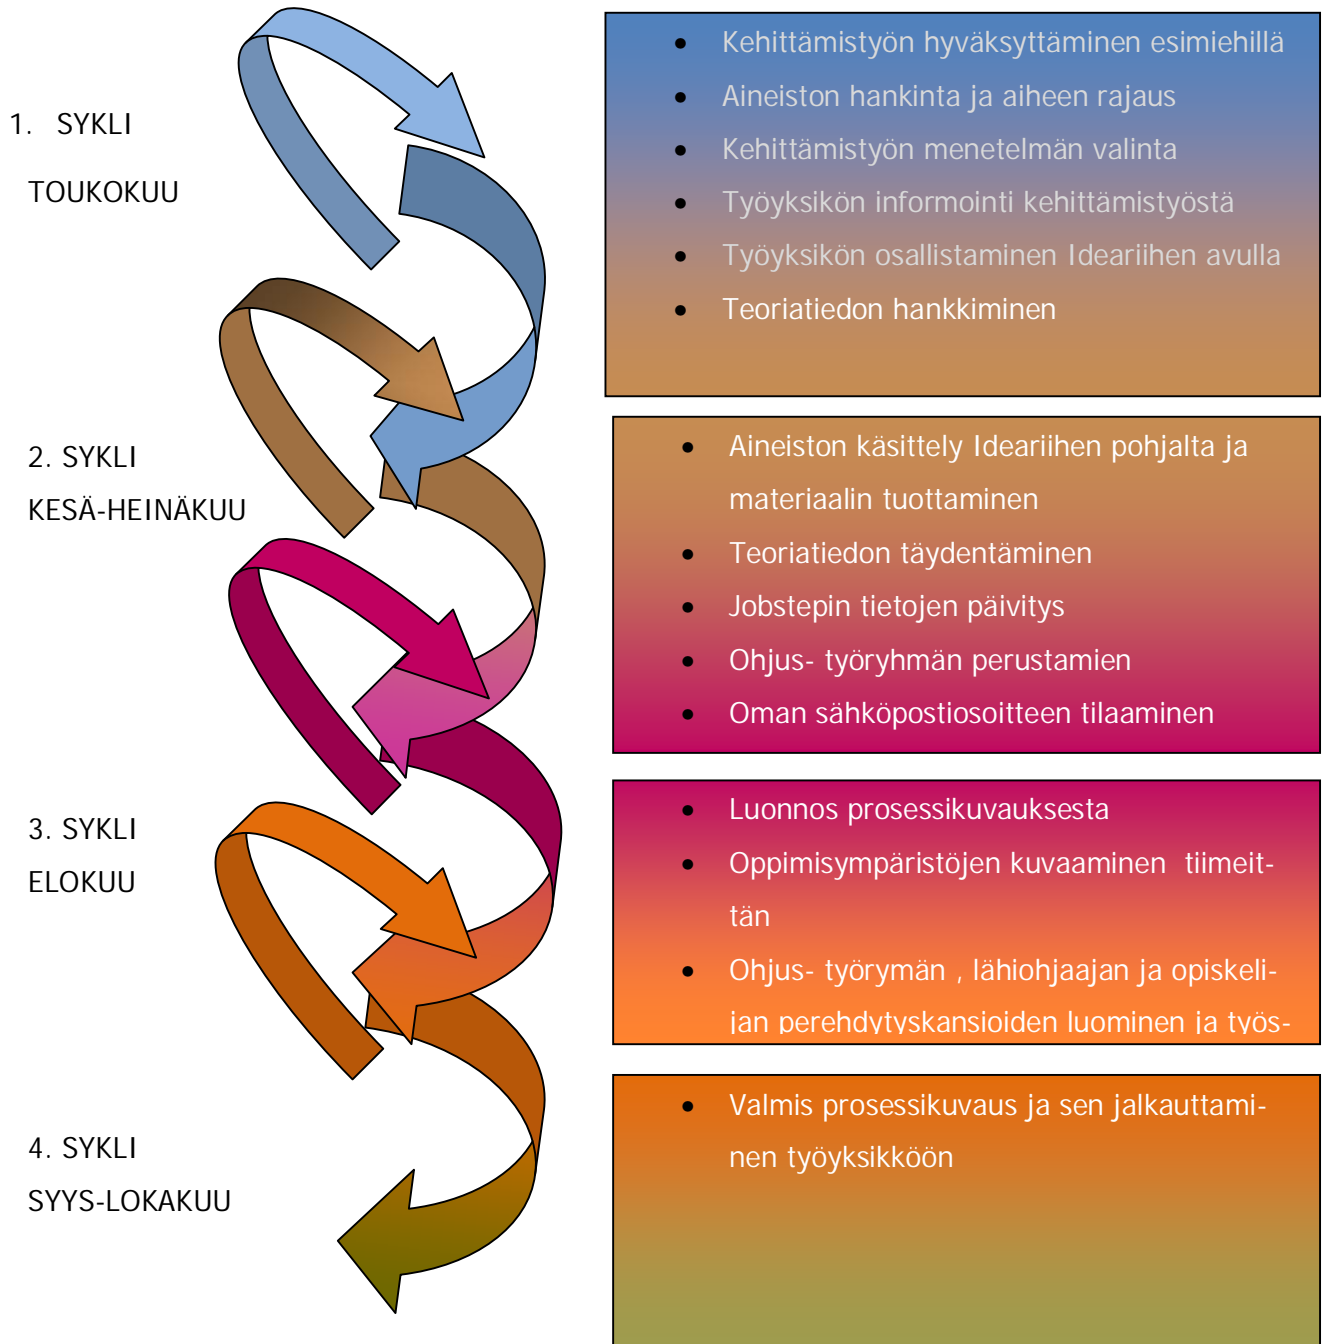 1. SYKLI
TOUKOKUU
• Kehittämistyön hyväksyttäminen esimiehillä
• Aineiston hankinta ja aiheen rajaus
• Kehittämistyön menetelmän valinta
• Työyksikön informointi kehittämistyöstä
• Työyksikön osallistaminen Ideariihen avulla
• Teoriatiedon hankkiminen
2. SYKLI
KESÄ-HEINÄKUU
• Aineiston käsittely Ideariihen pohjalta ja
materiaalin tuottaminen
• Teoriatiedon täydentäminen
• Jobstepin tietojen päivitys
• Ohjus- työryhmän perustamien
• Oman sähköpostiosoitteen tilaaminen
3. SYKLI
ELOKUU
• Luonnos prosessikuvauksesta
• Oppimisympäristöjen kuvaaminen tiimeit-
tän
• Ohjus- työrymän , lähiohjaajan ja opiskeli-
jan perehdytyskansioiden luominen ja työs-
4. SYKLI
SYYS-LOKAKUU
• Valmis prosessikuvaus ja sen jalkauttami-
nen työyksikköön